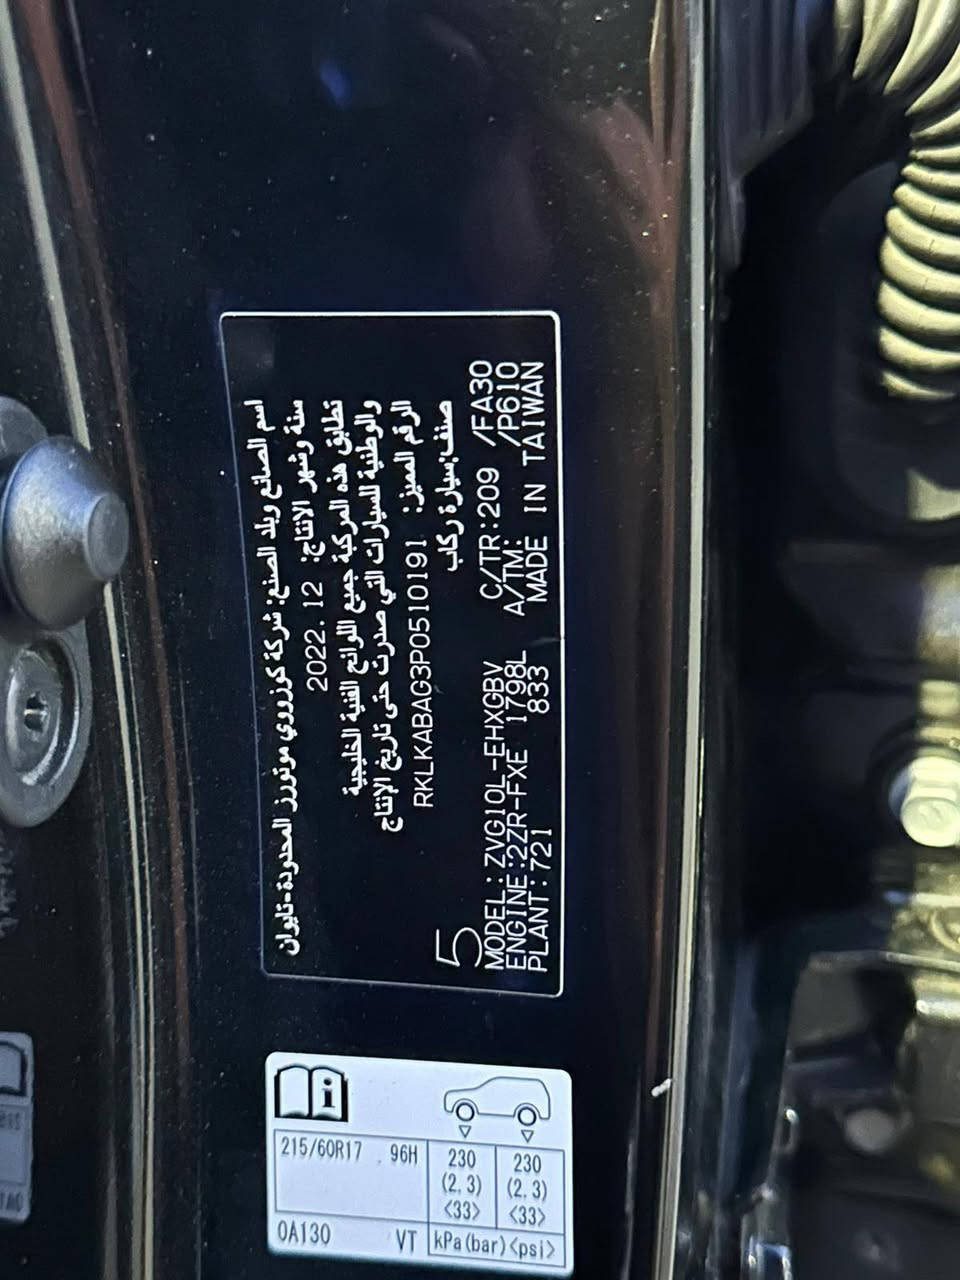 اسم الصانع وبلد الصنع: شركة كوزروي موتورز المحدودة-تايوان
سنة وشهر الانتاج: 2022.12
تطابق هذه المركبة جميع اللوائح الفنية الخليجية
والوطنية للسيارات التي صدرت حتى تاريخ الإنتاج
الرقم المميز: RKLKABAG3P0510191
صنف:سيارة ركاب
5
MODEL:ZVG10L-EHXGBV C/TR:209 /FA30
ENGINE:2ZR-FXE 1798L A/TM: /P610
PLANT:721 833 MADE IN TAIWAN
215/60R17 96H 230 230
(2.3) (2.3)
<33> <33>
0A130 VT kPa(bar)<psi>